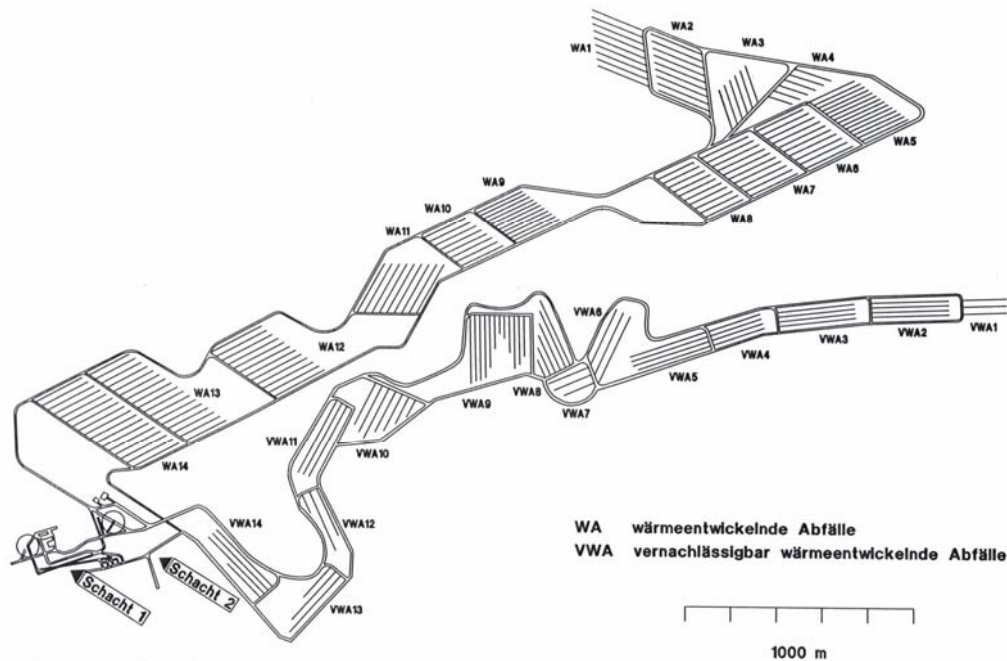 WA1
WA2
WA3
WA4
WA5
WA6
WA7
WA8
WA9
WA10
WA11
WA12
WA13
WA14
VWA1
VWA2
VWA3
VWA4
VWA5
VWA6
VWA7
VWA8
VWA9
VWA10
VWA11
VWA12
VWA13
VWA14
Schacht 1
Schacht 2
WA wärmeentwickelnde Abfälle
VWA vernachlässigbar wärmeentwickelnde Abfälle
1000 m